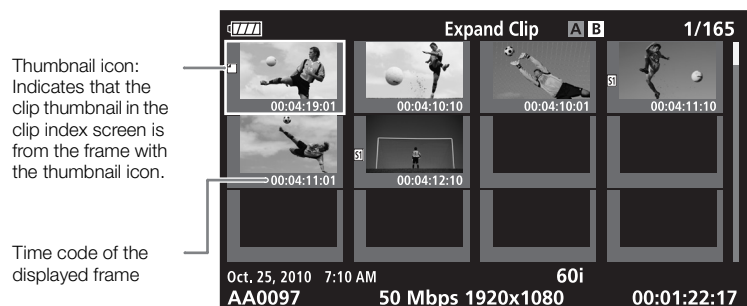 Expand Clip A B 1/165
Thumbnail icon:
Indicates that the
clip thumbnail in the
clip index screen is
from the frame with
the thumbnail icon.
00:04:19:01 00:04:10:10 00:04:10:01 S1 00:04:11:10
00:04:11:01 S1 00:04:12:10
Time code of the
displayed frame
Oct. 25, 2010 7:10 AM 60i
AA0097 50 Mbps 1920x1080 00:01:22:17